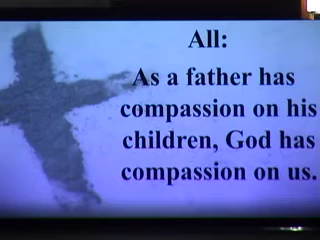 All:
As a father has
compassion on his
children, God has
compassion on us.